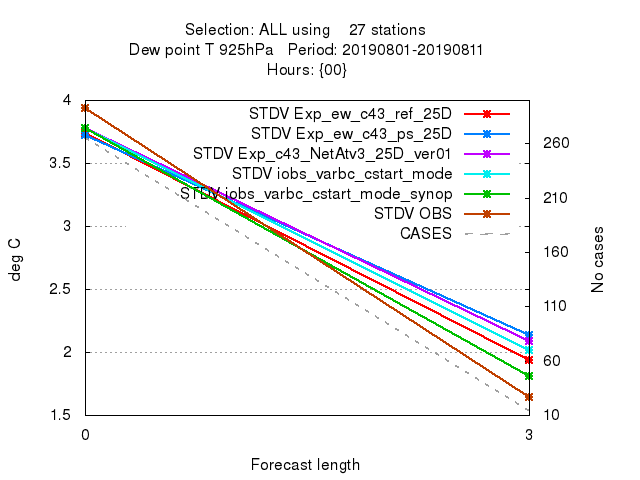 Selection: ALL using    27 stations
Dew point T 925hPa   Period: 20190801-20190811
Hours: {00}
STDV Exp_ew_c43_ref_25D
STDV Exp_ew_c43_ps_25D
STDV Exp_c43_NetAtv3_25D_ver01
STDV iobs_varbc_cstart_mode
STDV iobs_varbc_cstart_mode_synop
STDV OBS
CASES
4
3.5
3
2.5
2
1.5
deg C
260
210
160
110
60
10
No cases
0
3
Forecast length